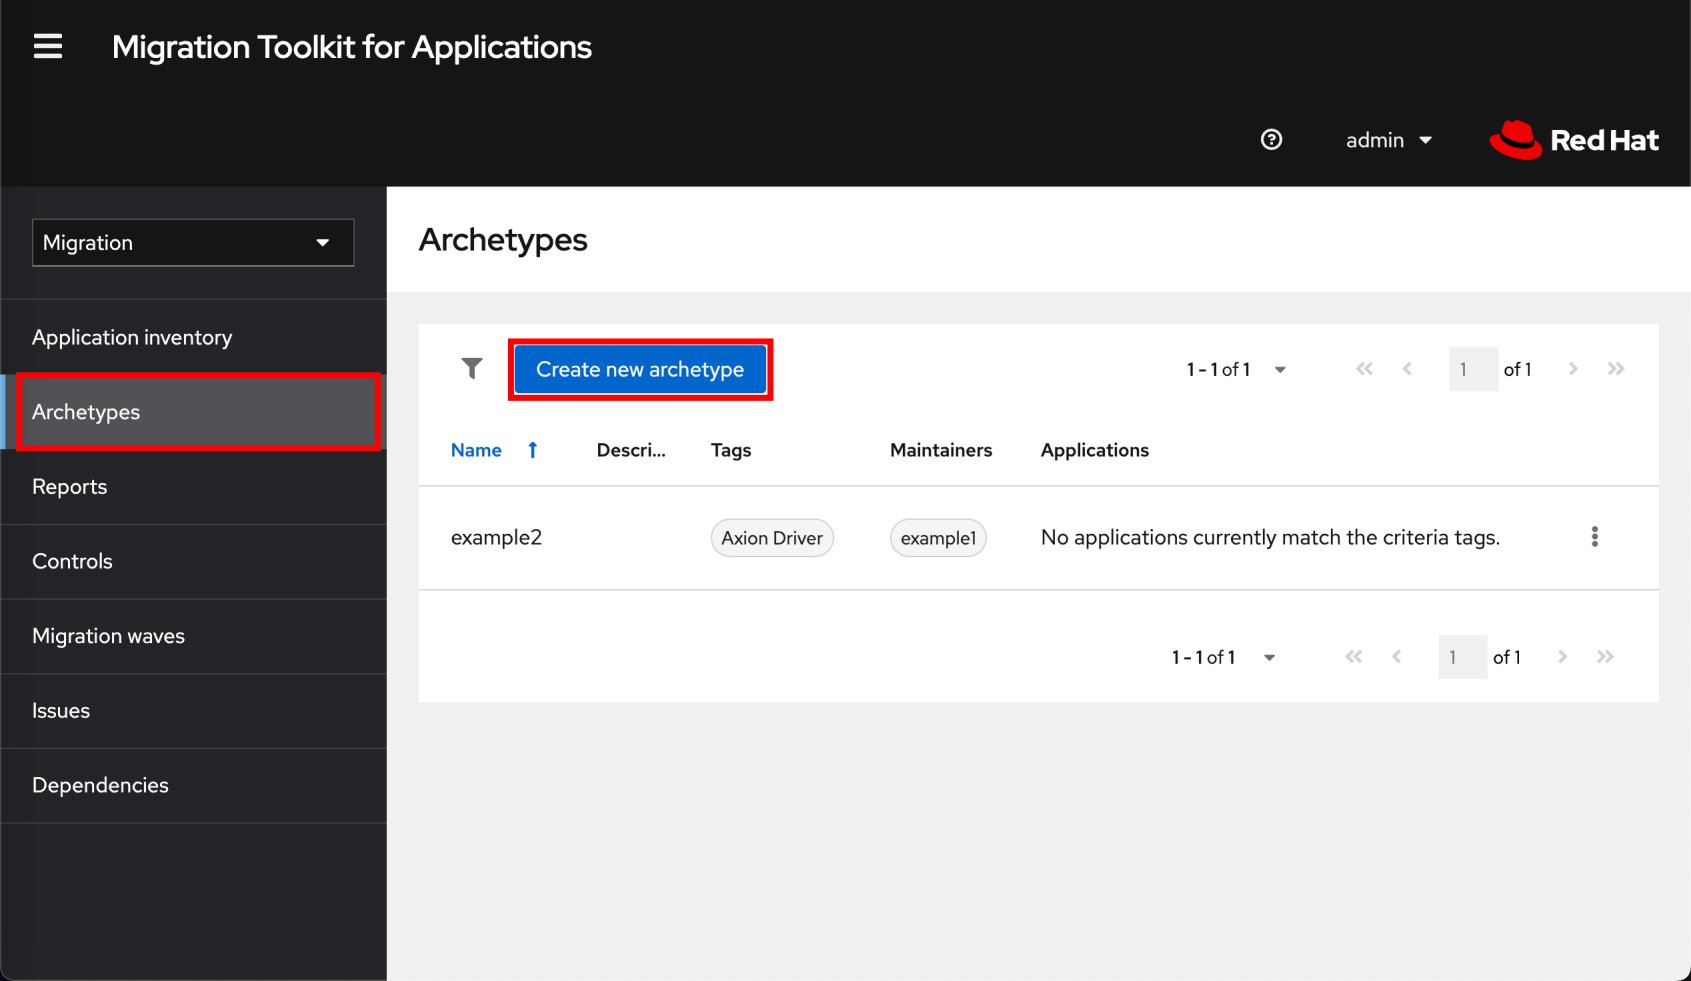 Migration Toolkit for Applications
admin
Red Hat
Migration
Application inventory
Archetypes
Reports
Controls
Migration waves
Issues
Dependencies
Archetypes
Create new archetype
1 - 1 of 1
1 of 1
Name Descri... Tags Maintainers Applications
example2 Axion Driver example1 No applications currently match the criteria tags.
1 - 1 of 1
1 of 1